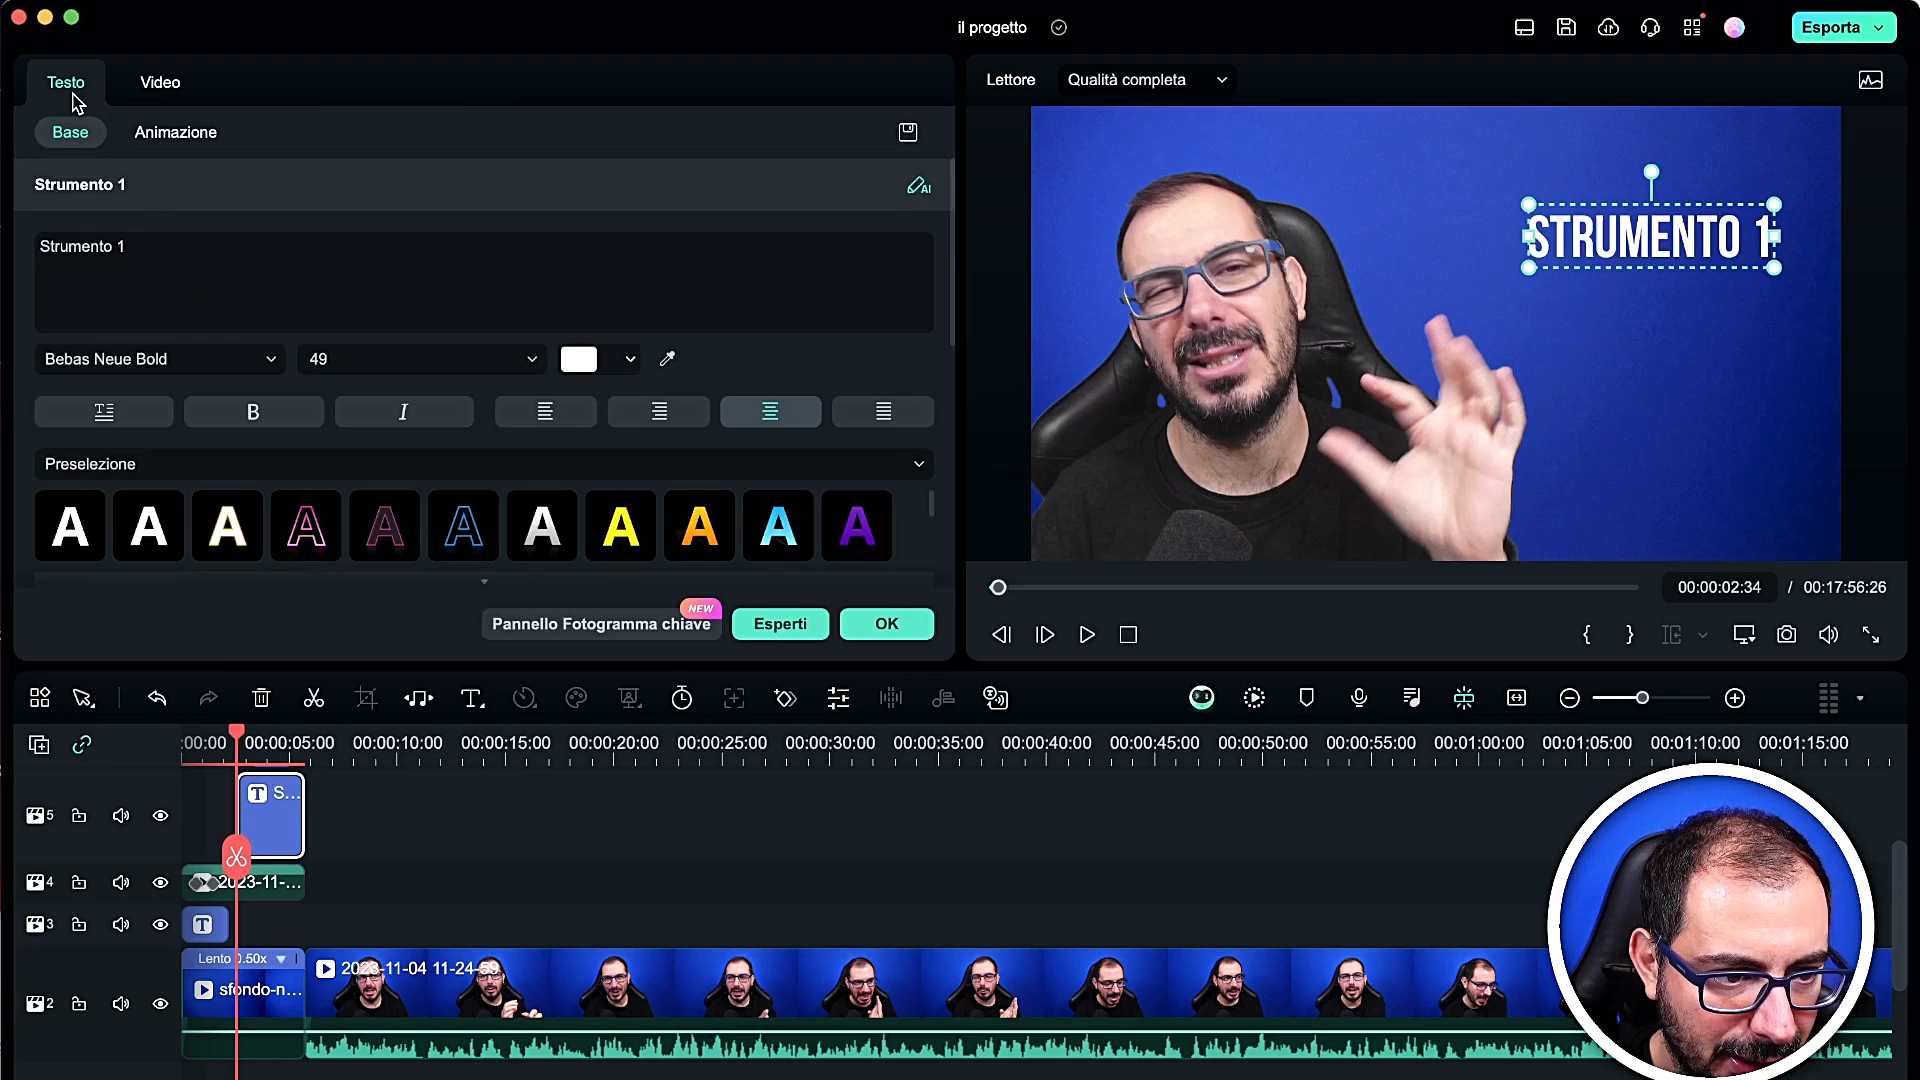 il progetto
Esporta
Testo
Video
Lettore
Qualità completa
Base
Animazione
Strumento 1
AI
Strumento 1
STRUMENTO 1
Bebas Neue Bold
49
B
I
Preselezione
A A A A A A A A A A A
NEW
Pannello Fotogramma chiave
Esperti
OK
00:00:02:34 / 00:17:56:26
:00:00 00:00:05:00 00:00:10:00 00:00:15:00 00:00:20:00 00:00:25:00 00:00:30:00 00:00:35:00 00:00:40:00 00:00:45:00 00:00:50:00 00:00:55:00 00:01:00:00 00:01:05:00 00:01:10:00 00:01:15:00
5
T S...
4
2023-11-...
3
T
Lento 0.50x
2023-11-04 11-24-59
sfondo-n...
2